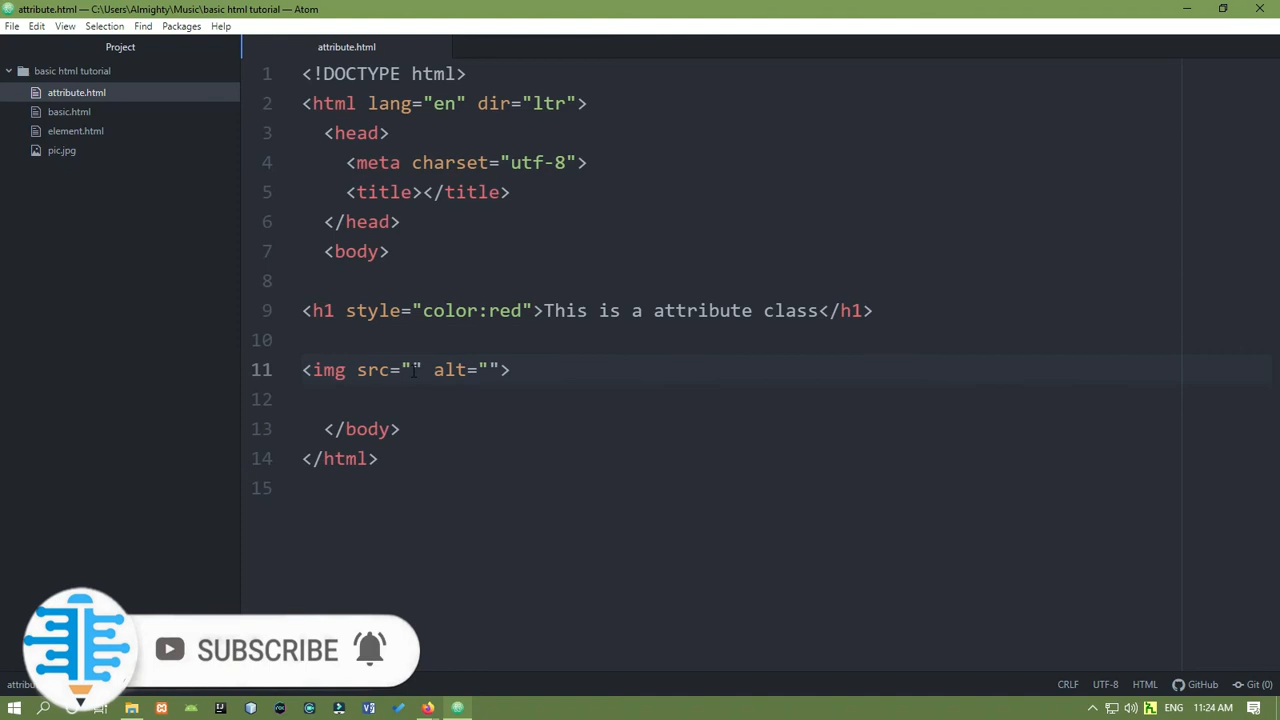 attribute.html — C:\Users\Almighty\Music\basic html tutorial — Atom
File Edit View Selection Find Packages Help
Project
attribute.html
basic html tutorial
attribute.html
basic.html
element.html
pic.jpg
1 <!DOCTYPE html>
2 <html lang="en" dir="ltr">
3 <head>
4 <meta charset="utf-8">
5 <title></title>
6 </head>
7 <body>
8
9 <h1 style="color:red">This is a attribute class</h1>
10
11 <img src="" alt="">
12
13 </body>
14 </html>
15
SUBSCRIBE
attribu
CRLF UTF-8 HTML GitHub Git (0)
ENG 11:24 AM